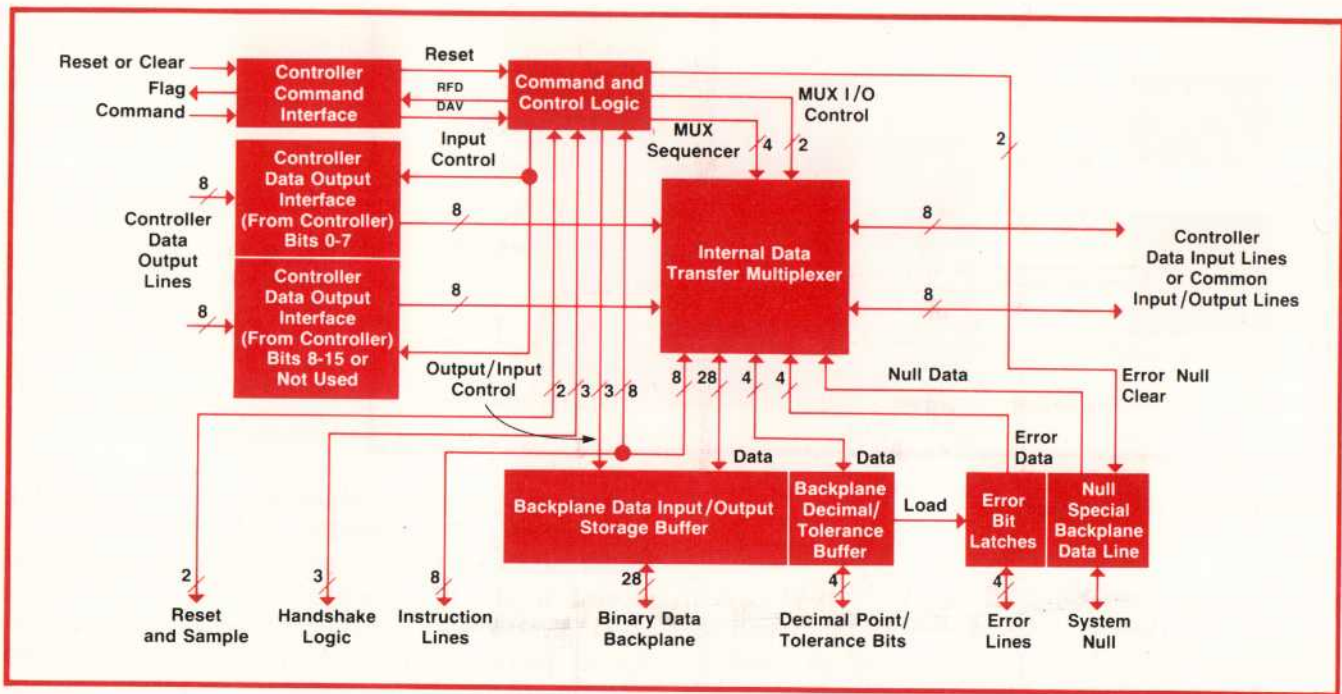 Reset or Clear
Flag
Command
Controller
Command
Interface
Reset
RFD
DAV
Command and
Control Logic
MUX I/O
Control
MUX
Sequencer
4
2
2
Input
Control
8
Controller
Data
Output
Lines
8
Controller
Data Output
Interface
(From Controller)
Bits 0-7
8
Controller
Data Output
Interface
(From Controller)
Bits 8-15 or
Not Used
8
Internal Data
Transfer Multiplexer
8
8
Controller
Data Input Lines
or Common
Input/Output Lines
Output/Input
Control
2
3
3
8
8
28
4
4
Null Data
Error Null
Clear
Data
Data
Error
Data
Backplane Data Input/Output
Storage Buffer
Backplane
Decimal/
Tolerance
Buffer
Load
Error
Bit
Latches
Null
Special
Backplane
Data Line
2
3
8
28
4
4
Reset
and Sample
Handshake
Logic
Instruction
Lines
Binary Data
Backplane
Decimal Point/
Tolerance Bits
Error
Lines
System
Null